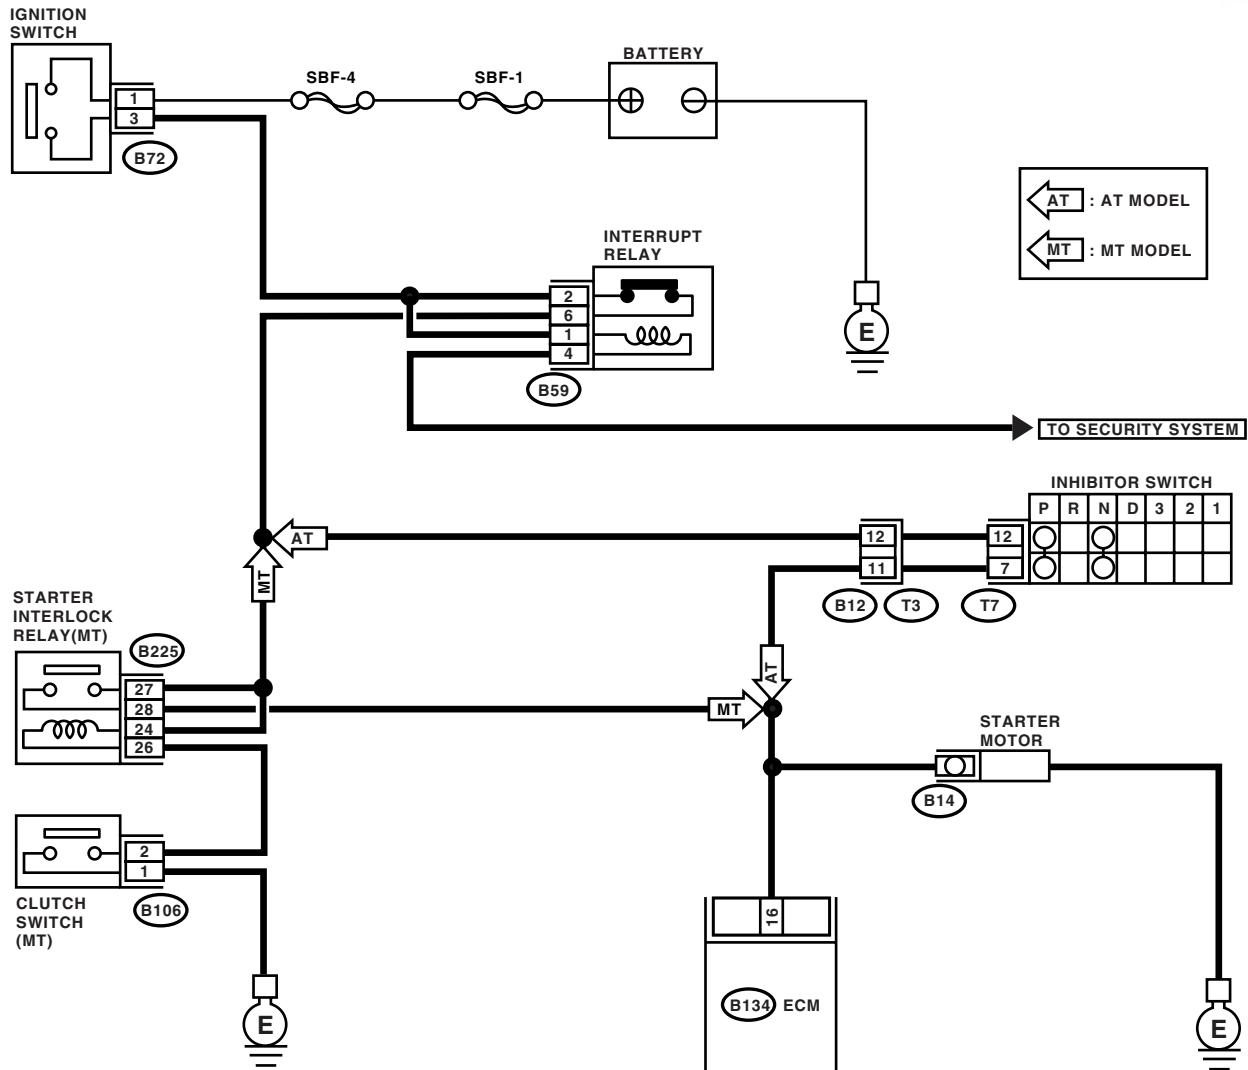 IGNITION
SWITCH
1
3
B72
SBF-4
SBF-1
BATTERY
AT : AT MODEL
MT : MT MODEL
INTERRUPT
RELAY
2
6
1
4
B59
E
TO SECURITY SYSTEM
INHIBITOR SWITCH
P R N D 3 2 1
AT
12
11
12
7
B12
T3
T7
MT
STARTER
INTERLOCK
RELAY(MT)
B225
27
28
24
26
AT
MT
STARTER
MOTOR
B14
2
1
CLUTCH
SWITCH
(MT)
B106
16
B134 ECM
E
E